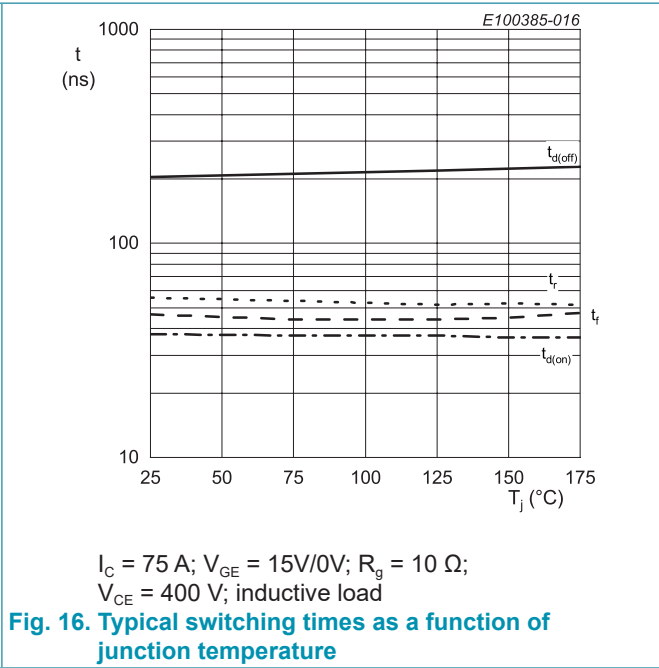 E100385-016
1000
t
(ns)
t_d(off)
100
t_r
t_f
t_d(on)
10
25 50 75 100 125 150 175
T_j (°C)
I_C = 75 A; V_GE = 15V/0V; R_g = 10 Ω;
V_CE = 400 V; inductive load
Fig. 16. Typical switching times as a function of
junction temperature